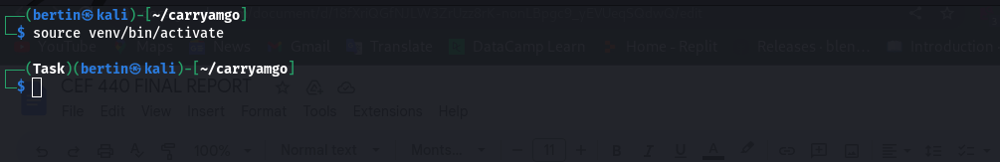 (bertin㉿kali)-[~/carryamgo]
$ source venv/bin/activate
YouTube Maps News Gmail Translate DataCamp Learn Home - Replit Releases · blen... Introduction
(Task)(bertin㉿kali)-[~/carryamgo]
$
CEF 440 FINAL REPORT
File Edit View Insert Format Tools Extensions Help
100% Normal text Monts... - 11 + B I U A